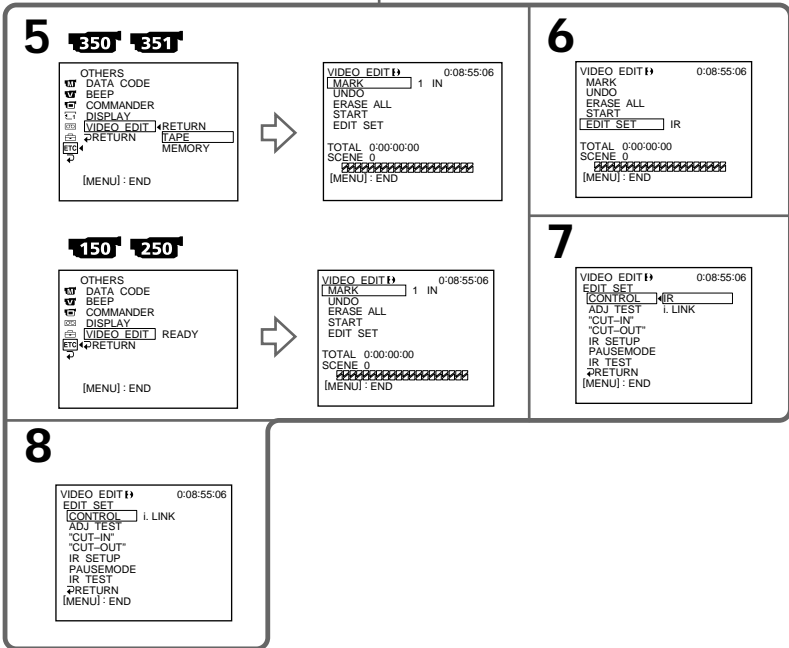 5
350 351
OTHERS
DATA CODE
BEEP
COMMANDER
DISPLAY
VIDEO EDIT RETURN
RETURN TAPE
MEMORY
ETC
[MENU] : END
VIDEO EDIT 0:08:55:06
MARK 1 IN
UNDO
ERASE ALL
START
EDIT SET
TOTAL 0:00:00:00
SCENE 0
[MENU] : END
150 250
OTHERS
DATA CODE
BEEP
COMMANDER
DISPLAY
VIDEO EDIT READY
ETC RETURN
[MENU] : END
VIDEO EDIT 0:08:55:06
MARK 1 IN
UNDO
ERASE ALL
START
EDIT SET
TOTAL 0:00:00:00
SCENE 0
[MENU] : END
6
VIDEO EDIT 0:08:55:06
MARK
UNDO
ERASE ALL
START
EDIT SET IR
TOTAL 0:00:00:00
SCENE 0
[MENU] : END
7
VIDEO EDIT 0:08:55:06
EDIT SET
CONTROL IR
ADJ TEST i. LINK
"CUT–IN"
"CUT–OUT"
IR SETUP
PAUSEMODE
IR TEST
RETURN
[MENU] : END
8
VIDEO EDIT 0:08:55:06
EDIT SET
CONTROL i. LINK
ADJ TEST
"CUT–IN"
"CUT–OUT"
IR SETUP
PAUSEMODE
IR TEST
RETURN
[MENU] : END